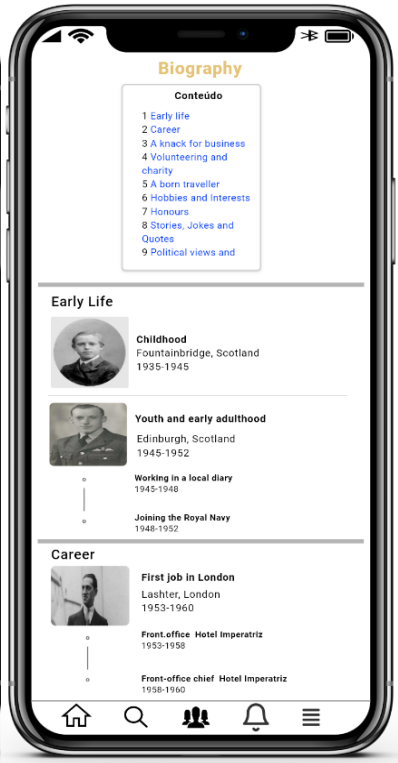 Biography
Conteúdo
1 Early life
2 Career
3 A knack for business
4 Volunteering and
charity
5 A born traveller
6 Hobbies and Interests
7 Honours
8 Stories, Jokes and
Quotes
9 Political views and
Early Life
Childhood
Fountainbridge, Scotland
1935-1945
Youth and early adulthood
Edinburgh, Scotland
1945-1952
Working in a local diary
1945-1948
Joining the Royal Navy
1948-1952
Career
First job in London
Lashter, London
1953-1960
Front.office Hotel Imperatriz
1953-1958
Front-office chief Hotel Imperatriz
1958-1960